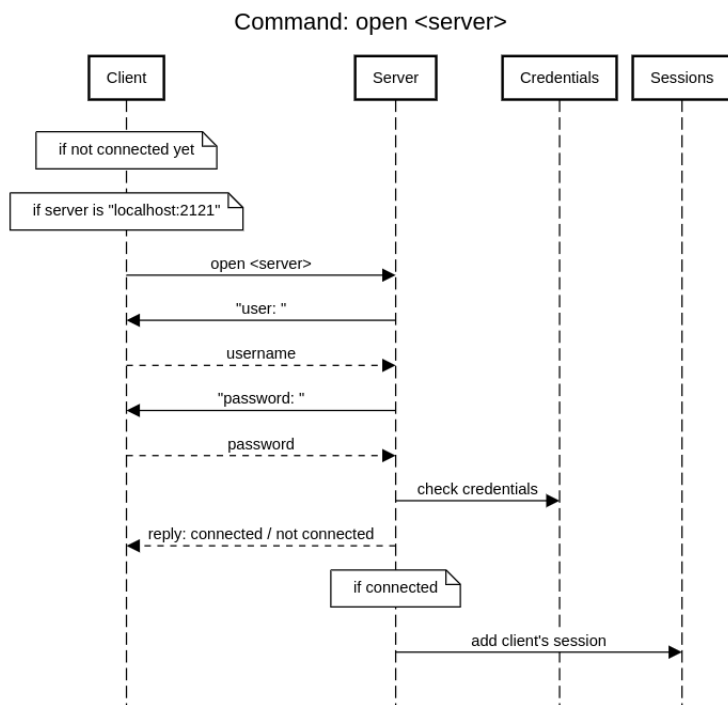 Command: open <server>
Client
Server
Credentials
Sessions
if not connected yet
if server is "localhost:2121"
open <server>
"user: "
username
"password: "
password
check credentials
reply: connected / not connected
if connected
add client's session